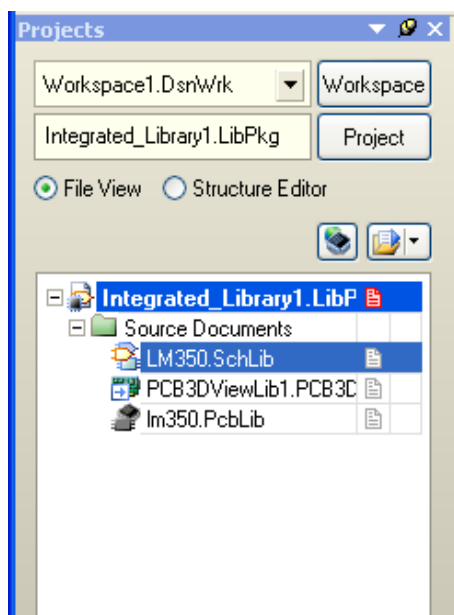 Projects
Workspace1.DsnWrk Workspace
Integrated_Library1.LibPkg Project
File View Structure Editor
Integrated_Library1.LibP
Source Documents
LM350.SchLib
PCB3DViewLib1.PCB3D
lm350.PcbLib